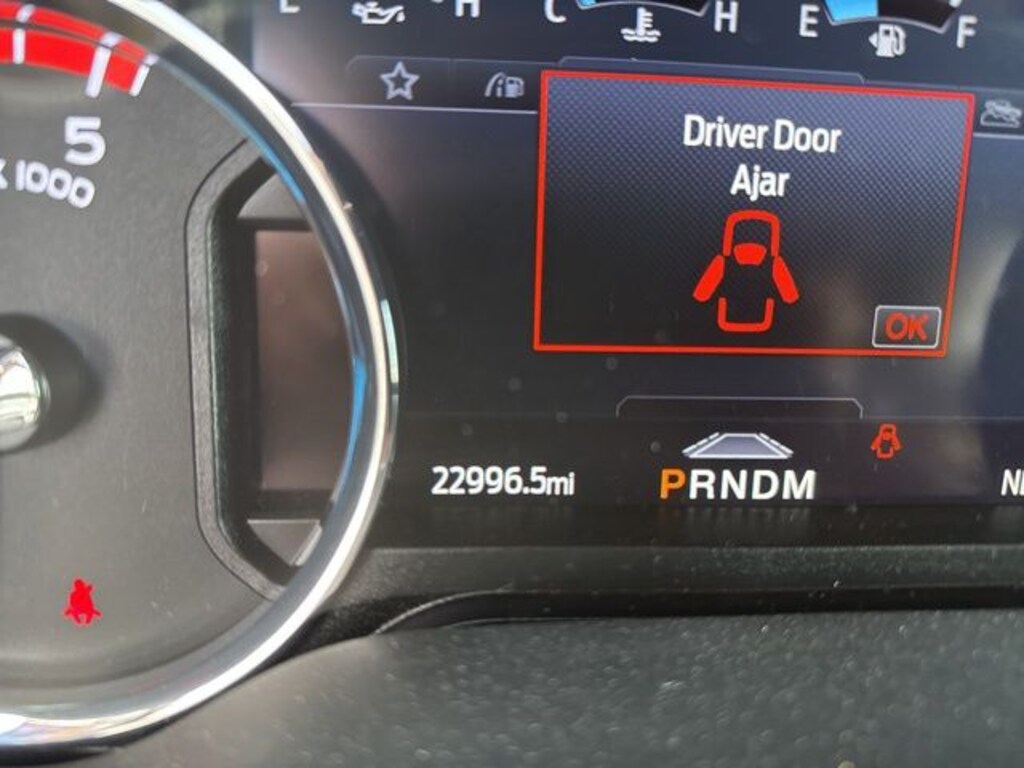 L H C H E F
5
X 1000
Driver Door
Ajar
OK
22996.5mi
PRNDM